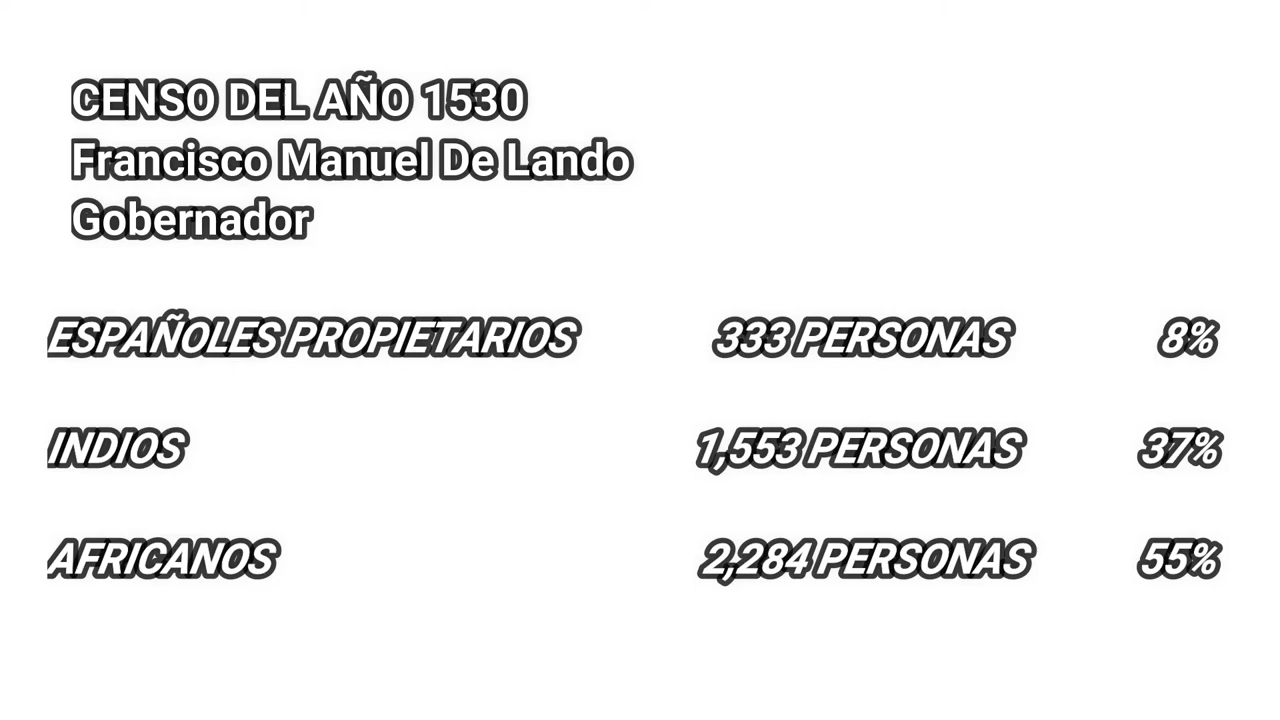 CENSO DEL AÑO 1530
Francisco Manuel De Lando
Gobernador
ESPAÑOLES PROPIETARIOS 333 PERSONAS 8%
INDIOS 1,553 PERSONAS 37%
AFRICANOS 2,284 PERSONAS 55%